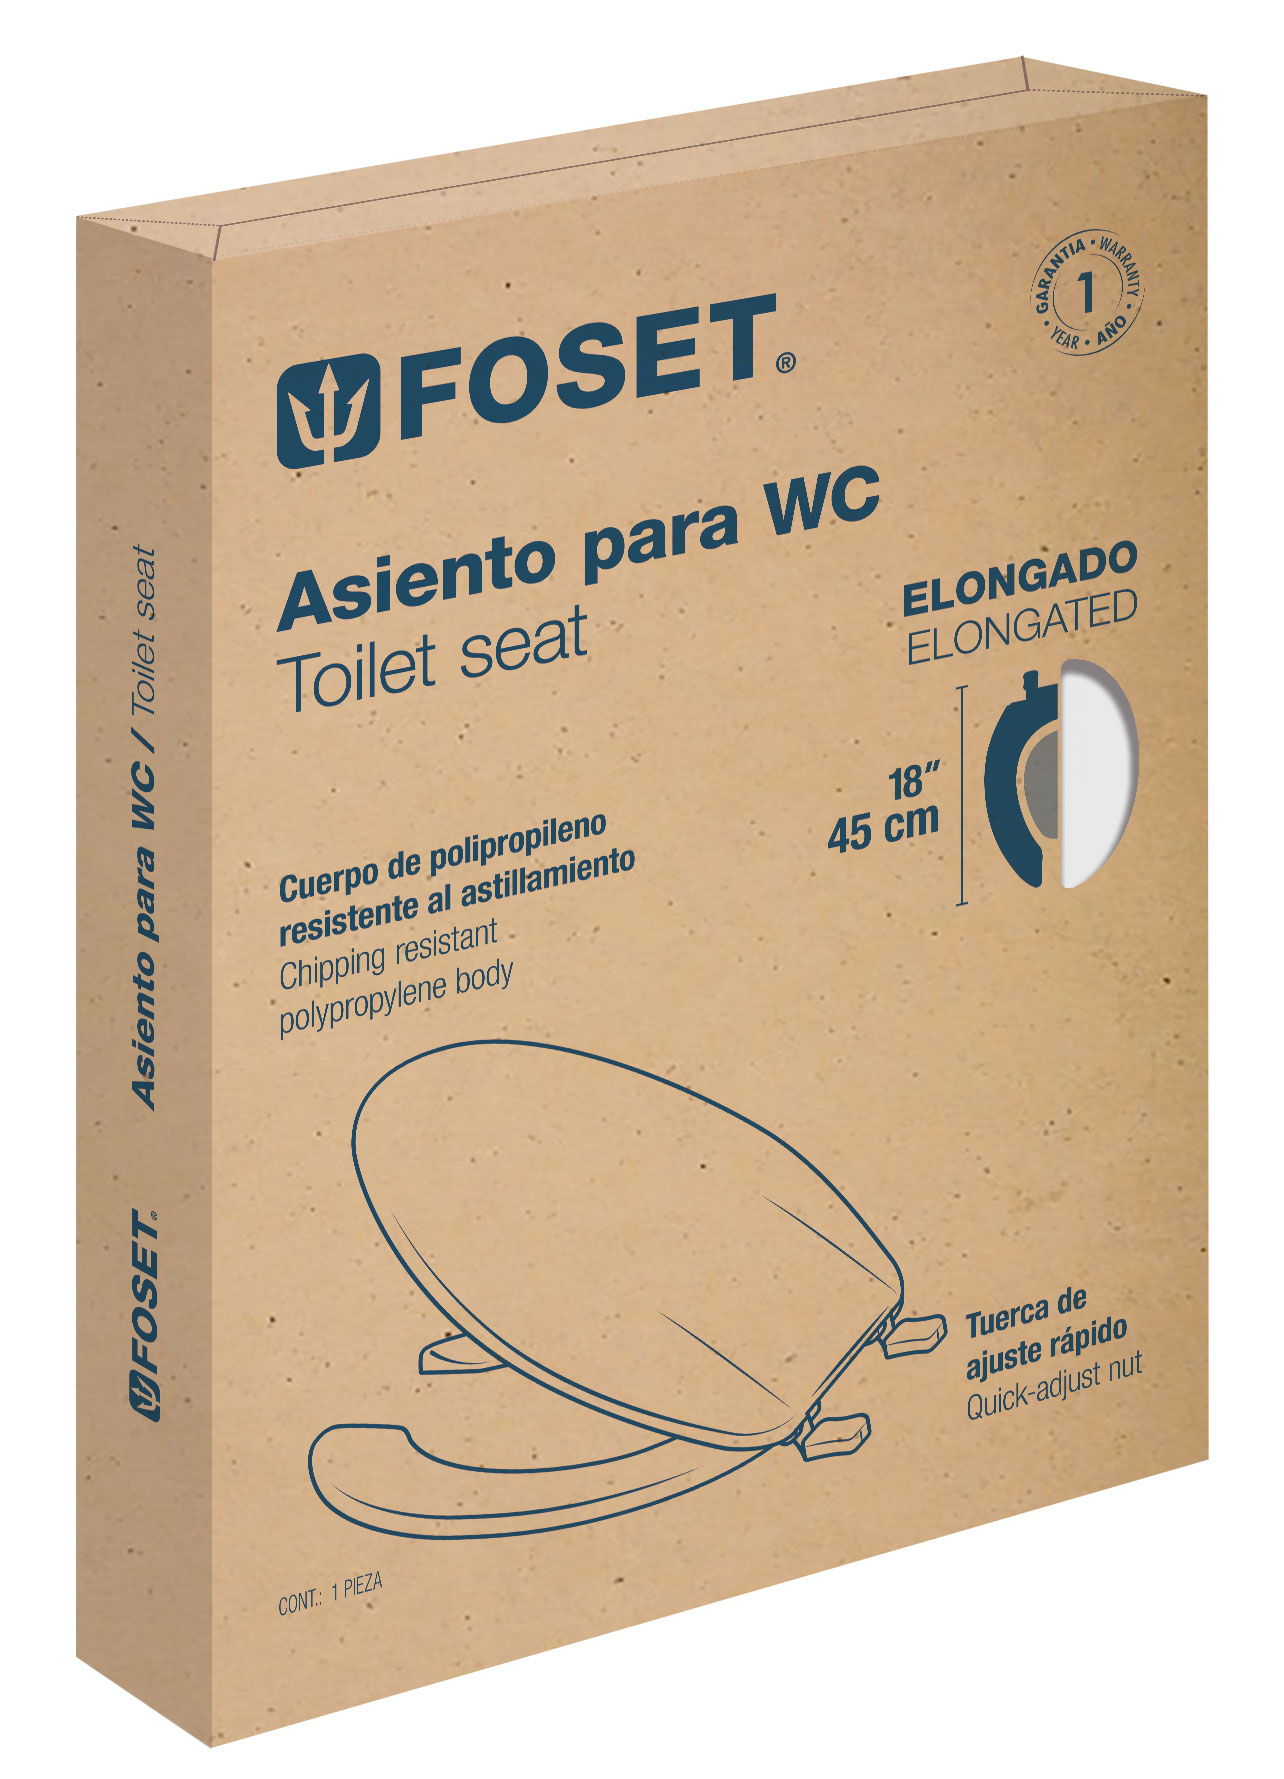 GARANTIA • WARRANTY •
1
• YEAR • AÑO
FOSET®
Asiento para WC
Toilet seat
ELONGADO
ELONGATED
18”
45 cm
Cuerpo de polipropileno
resistente al astillamiento
Chipping resistant
polypropylene body
Tuerca de
ajuste rápido
Quick-adjust nut
CONT.: 1 PIEZA
FOSET® Asiento para WC / Toilet seat